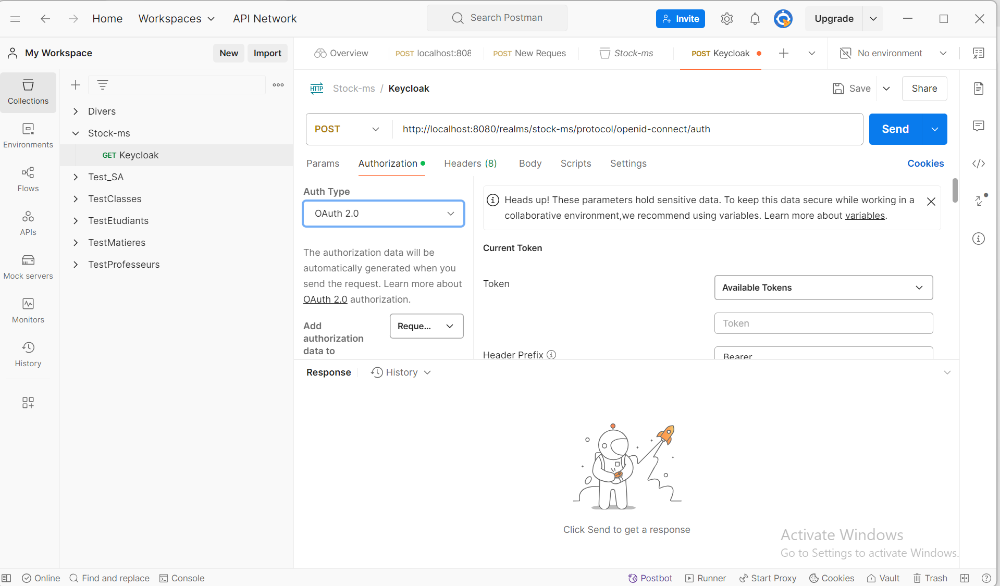 Home
Workspaces
API Network
Search Postman
Invite
Upgrade
My Workspace
New
Import
Overview
POST localhost:808
POST New Reques
Stock-ms
POST Keycloak
No environment
Collections
Environments
Flows
APIs
Mock servers
Monitors
History
Divers
Stock-ms
GET Keycloak
Test_SA
TestClasses
TestEtudiants
TestMatieres
TestProfesseurs
HTTP
Stock-ms / Keycloak
Save
Share
POST
http://localhost:8080/realms/stock-ms/protocol/openid-connect/auth
Send
Params
Authorization
Headers (8)
Body
Scripts
Settings
Cookies
Auth Type
OAuth 2.0
The authorization data will be
automatically generated when you
send the request. Learn more about
OAuth 2.0 authorization.
Add
authorization
data to
Reque...
Heads up! These parameters hold sensitive data. To keep this data secure while working in a
collaborative environment,we recommend using variables. Learn more about variables.
Current Token
Token
Available Tokens
Token
Header Prefix
Bearer
Response
History
Click Send to get a response
Activate Windows
Go to Settings to activate Windows.
Online
Find and replace
Console
Postbot
Runner
Start Proxy
Cookies
Vault
Trash